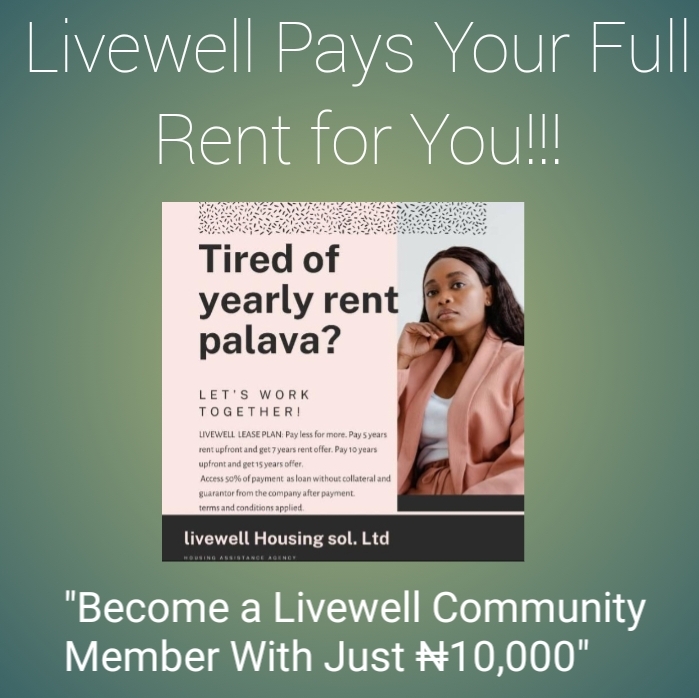 Livewell Pays Your Full
Rent for You!!!
Tired of
yearly rent
palava?
LET'S WORK
TOGETHER!
LIVEWELL LEASE PLAN: Pay less for more. Pay 5 years
rent upfront and get 7 years rent offer. Pay 10 years
upfront and get 15 years offer.
Access 50% of payment as loan without collateral and
guarantor from the company after payment.
terms and conditions applied.
livewell Housing sol. Ltd
HOUSING ASSISTANCE AGENCY
"Become a Livewell Community
Member With Just ₦10,000"